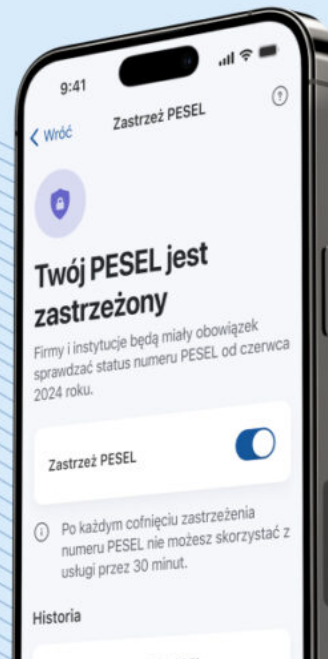 9:41
Wróć
Zastrzeż PESEL
Twój PESEL jest
zastrzeżony
Firmy i instytucje będą miały obowiązek
sprawdzać status numeru PESEL od czerwca
2024 roku.
Zastrzeż PESEL
Po każdym cofnięciu zastrzeżenia
numeru PESEL nie możesz skorzystać z
usługi przez 30 minut.
Historia